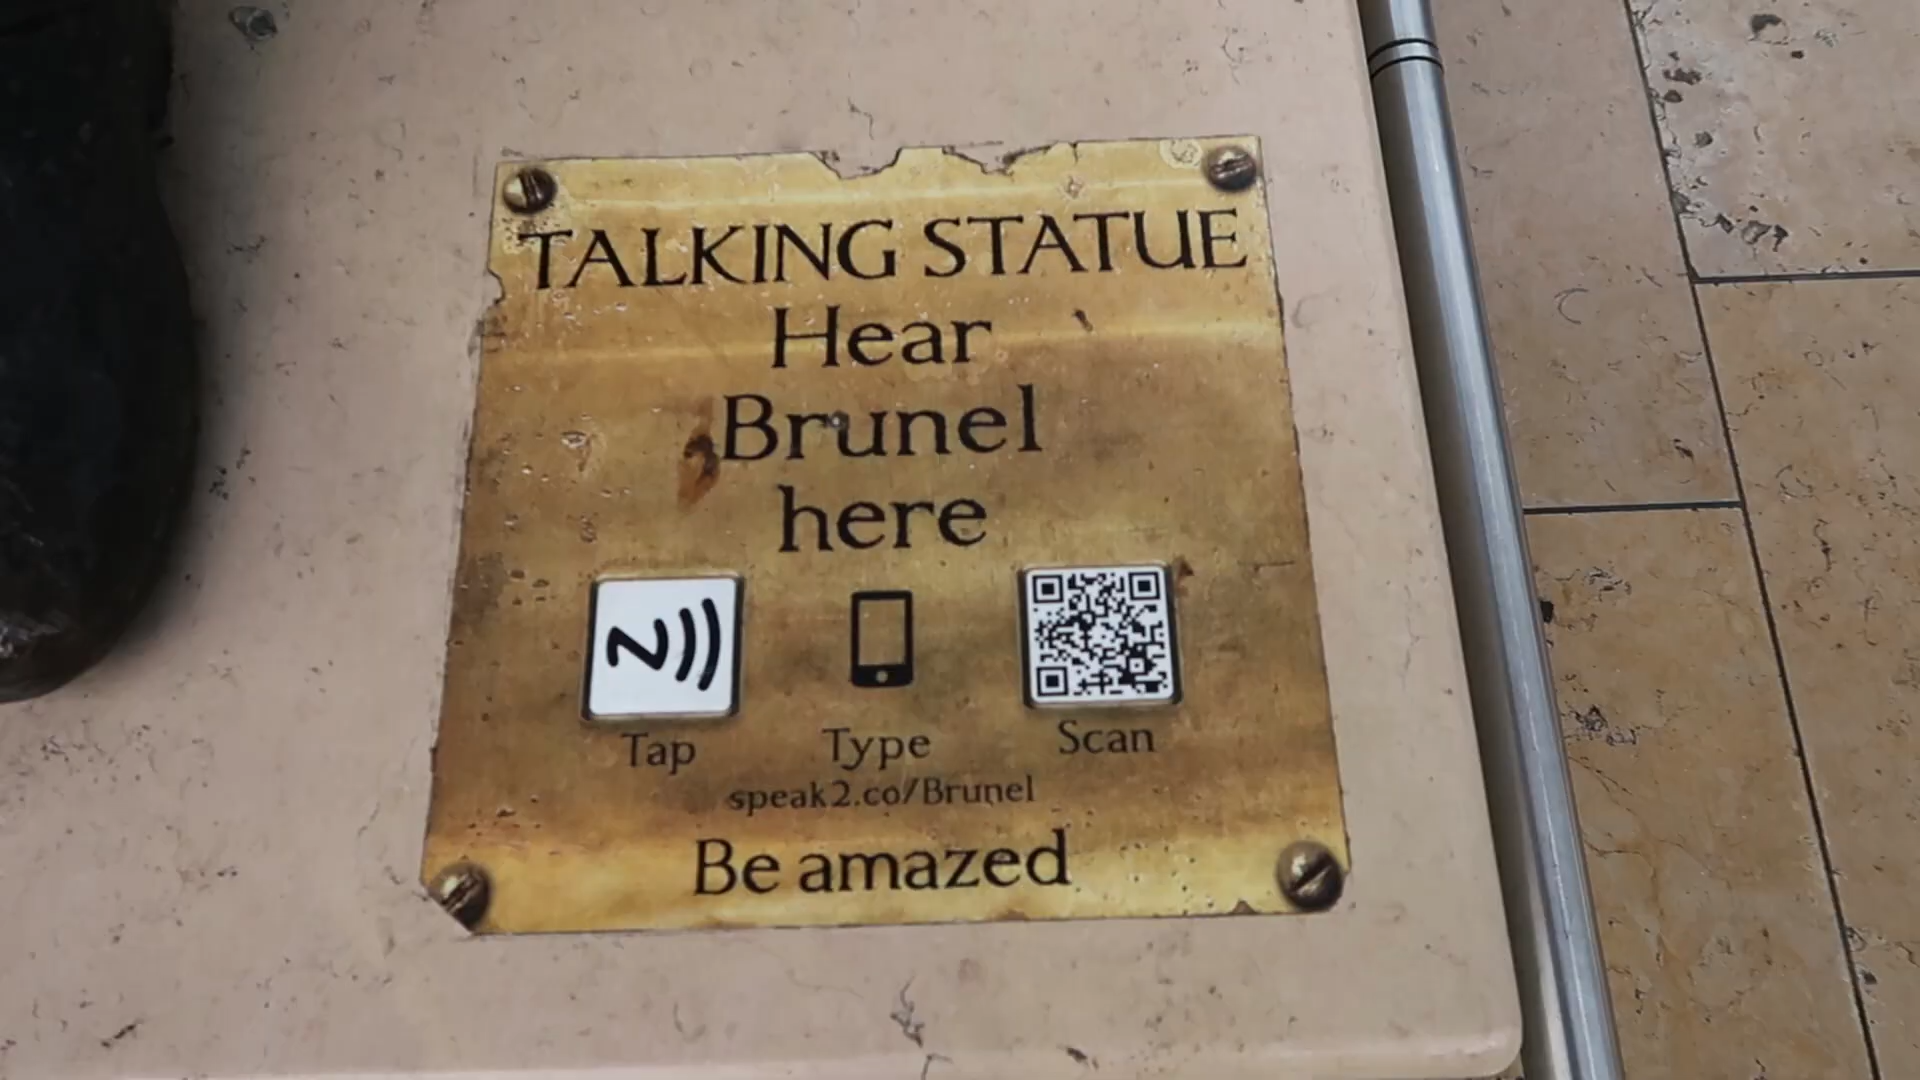 TALKING STATUE
Hear
Brunel
here
Tap Type Scan
speak2.co/Brunel
Be amazed